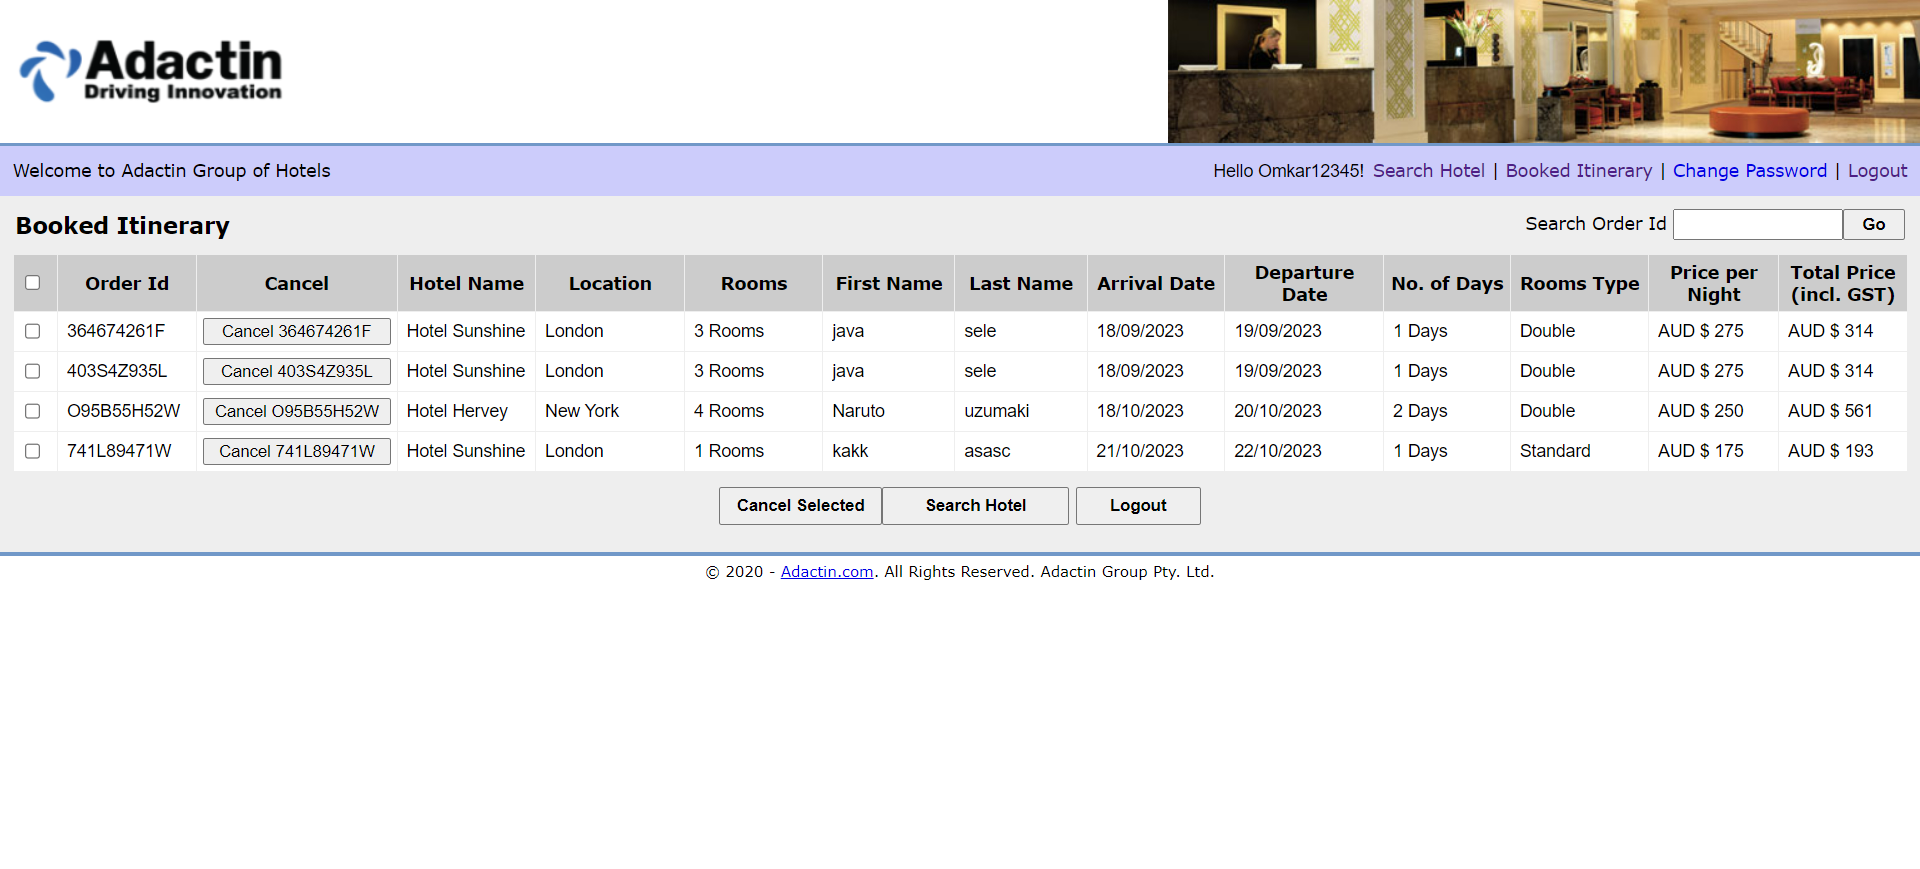 Adactin
Driving Innovation
Welcome to Adactin Group of Hotels
Hello Omkar12345! Search Hotel | Booked Itinerary | Change Password | Logout
Booked Itinerary
Search Order Id Go
Order Id Cancel Hotel Name Location Rooms First Name Last Name Arrival Date Departure Date No. of Days Rooms Type Price per Night Total Price (incl. GST)
364674261F Cancel 364674261F Hotel Sunshine London 3 Rooms java sele 18/09/2023 19/09/2023 1 Days Double AUD $ 275 AUD $ 314
403S4Z935L Cancel 403S4Z935L Hotel Sunshine London 3 Rooms java sele 18/09/2023 19/09/2023 1 Days Double AUD $ 275 AUD $ 314
O95B55H52W Cancel O95B55H52W Hotel Hervey New York 4 Rooms Naruto uzumaki 18/10/2023 20/10/2023 2 Days Double AUD $ 250 AUD $ 561
741L89471W Cancel 741L89471W Hotel Sunshine London 1 Rooms kakk asasc 21/10/2023 22/10/2023 1 Days Standard AUD $ 175 AUD $ 193
Cancel Selected Search Hotel Logout
© 2020 - Adactin.com. All Rights Reserved. Adactin Group Pty. Ltd.